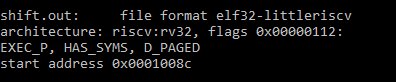 shift.out:     file format elf32-littleriscv
architecture: riscv:rv32, flags 0x00000112:
EXEC_P, HAS_SYMS, D_PAGED
start address 0x0001008c